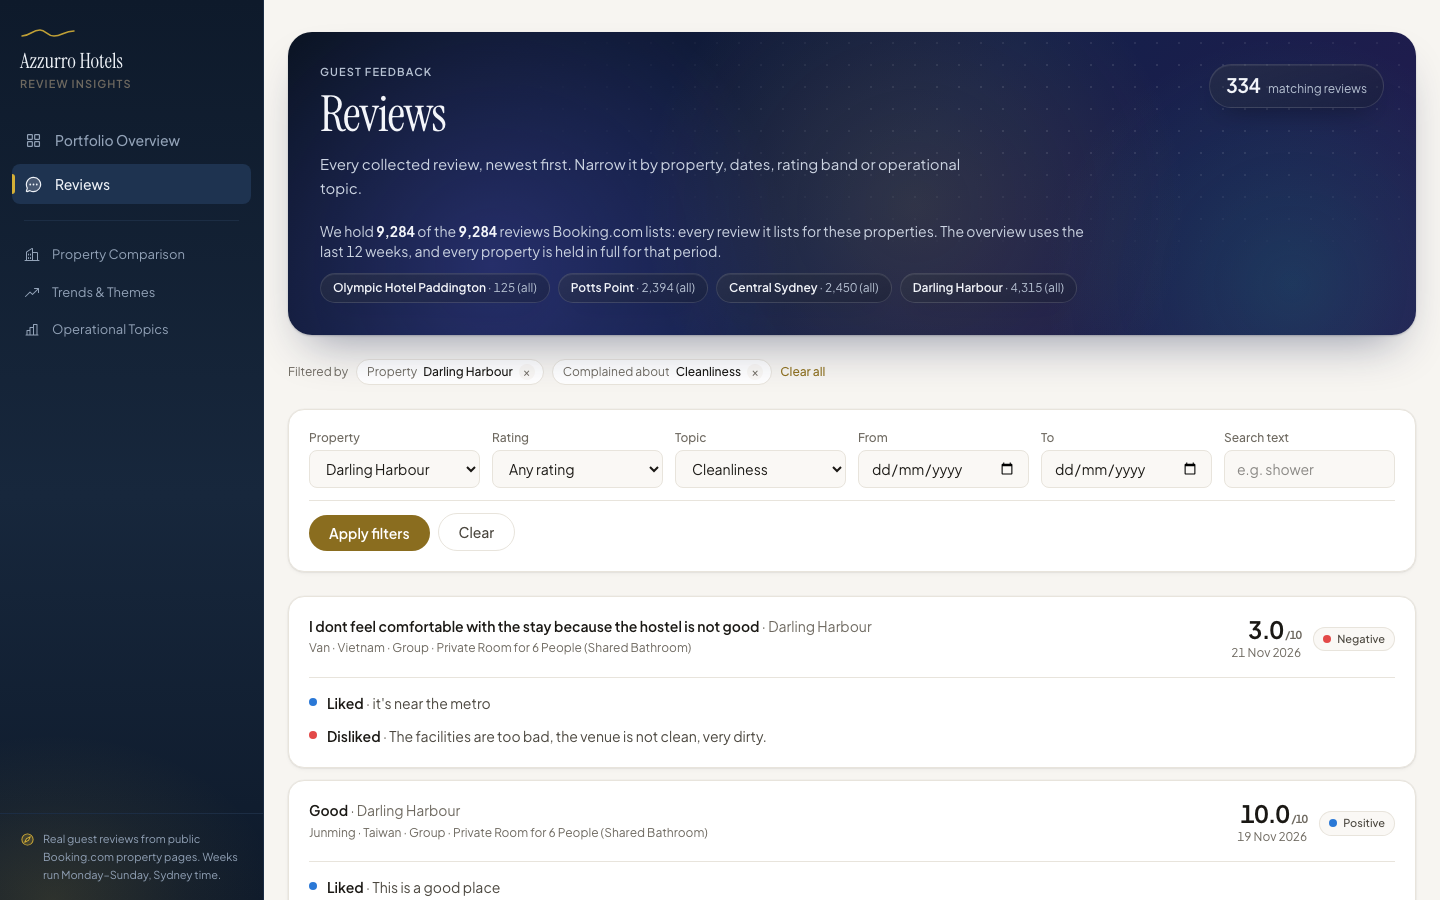 Azzurro Hotels
REVIEW INSIGHTS
Portfolio Overview
Reviews
Property Comparison
Trends & Themes
Operational Topics
Real guest reviews from public
Booking.com property pages. Weeks
run Monday–Sunday, Sydney time.
GUEST FEEDBACK
334 matching reviews
Reviews
Every collected review, newest first. Narrow it by property, dates, rating band or operational
topic.
We hold 9,284 of the 9,284 reviews Booking.com lists: every review it lists for these properties. The overview uses the
last 12 weeks, and every property is held in full for that period.
Olympic Hotel Paddington · 125 (all) Potts Point · 2,394 (all) Central Sydney · 2,450 (all) Darling Harbour · 4,315 (all)
Filtered by Property Darling Harbour × Complained about Cleanliness × Clear all
Property Rating Topic From To Search text
Darling Harbour Any rating Cleanliness dd/mm/yyyy dd/mm/yyyy e.g. shower
Apply filters Clear
I dont feel comfortable with the stay because the hostel is not good · Darling Harbour 3.0/10 Negative
Van · Vietnam · Group · Private Room for 6 People (Shared Bathroom) 21 Nov 2026
Liked · it's near the metro
Disliked · The facilities are too bad, the venue is not clean, very dirty.
Good · Darling Harbour 10.0/10 Positive
Junming · Taiwan · Group · Private Room for 6 People (Shared Bathroom) 19 Nov 2026
Liked · This is a good place